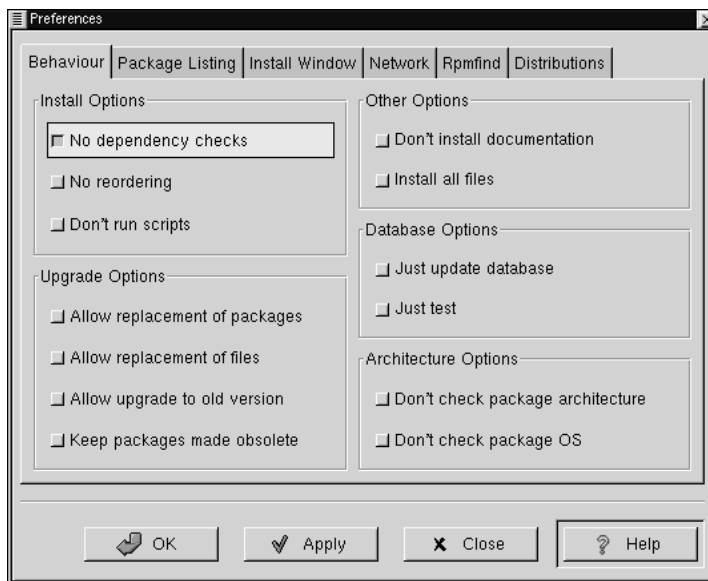 Preferences
Behaviour Package Listing Install Window Network Rpmfind Distributions
Install Options
No dependency checks
No reordering
Don't run scripts
Upgrade Options
Allow replacement of packages
Allow replacement of files
Allow upgrade to old version
Keep packages made obsolete
Other Options
Don't install documentation
Install all files
Database Options
Just update database
Just test
Architecture Options
Don't check package architecture
Don't check package OS
OK Apply Close Help